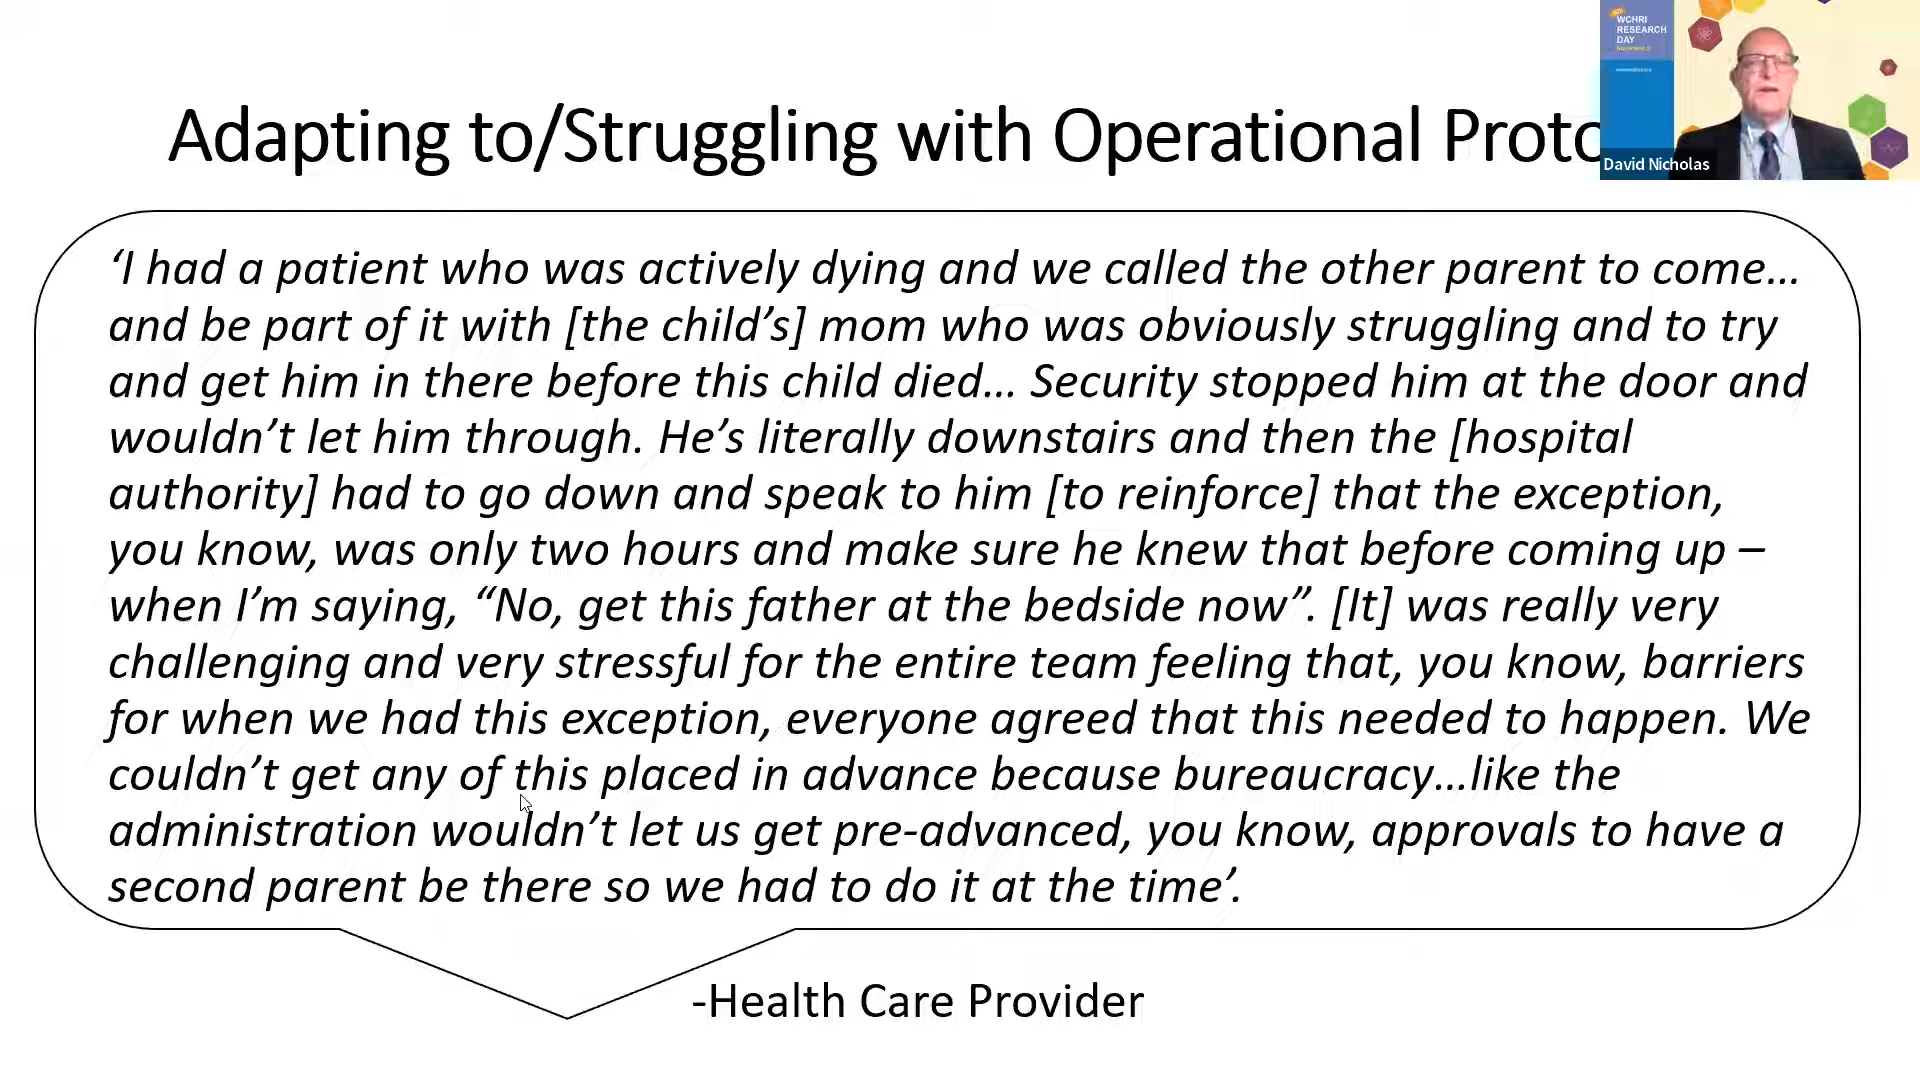 Adapting to/Struggling with Operational Proto
WCHRI
RESEARCH
DAY
David Nicholas
‘I had a patient who was actively dying and we called the other parent to come…
and be part of it with [the child’s] mom who was obviously struggling and to try
and get him in there before this child died… Security stopped him at the door and
wouldn’t let him through. He’s literally downstairs and then the [hospital
authority] had to go down and speak to him [to reinforce] that the exception,
you know, was only two hours and make sure he knew that before coming up –
when I’m saying, “No, get this father at the bedside now”. [It] was really very
challenging and very stressful for the entire team feeling that, you know, barriers
for when we had this exception, everyone agreed that this needed to happen. We
couldn’t get any of this placed in advance because bureaucracy…like the
administration wouldn’t let us get pre-advanced, you know, approvals to have a
second parent be there so we had to do it at the time’.
-Health Care Provider